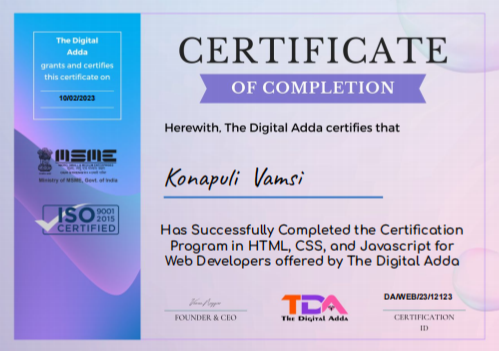 The Digital
Adda
grants and certifies
this certificate on
10/02/2023
MSME
Ministry of MSME, Govt. of India
ISO 9001
2015
CERTIFIED
CERTIFICATE
OF COMPLETION
Herewith, The Digital Adda certifies that
Konapuli Vamsi
Has Successfully Completed the Certification
Program in HTML, CSS, and Javascript for
Web Developers offered by The Digital Adda
FOUNDER & CEO
TDA
The Digital Adda
DA/WEB/23/12123
CERTIFICATION
ID